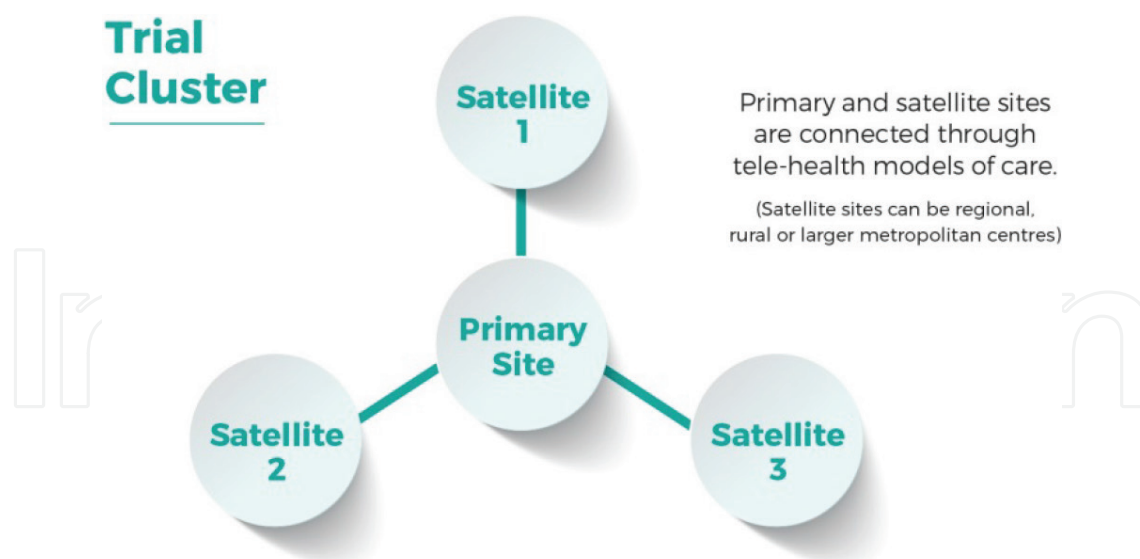 Trial
Cluster
Satellite
1
Primary and satellite sites
are connected through
tele-health models of care.
(Satellite sites can be regional,
rural or larger metropolitan centres)
Primary
Site
Satellite
2
Satellite
3